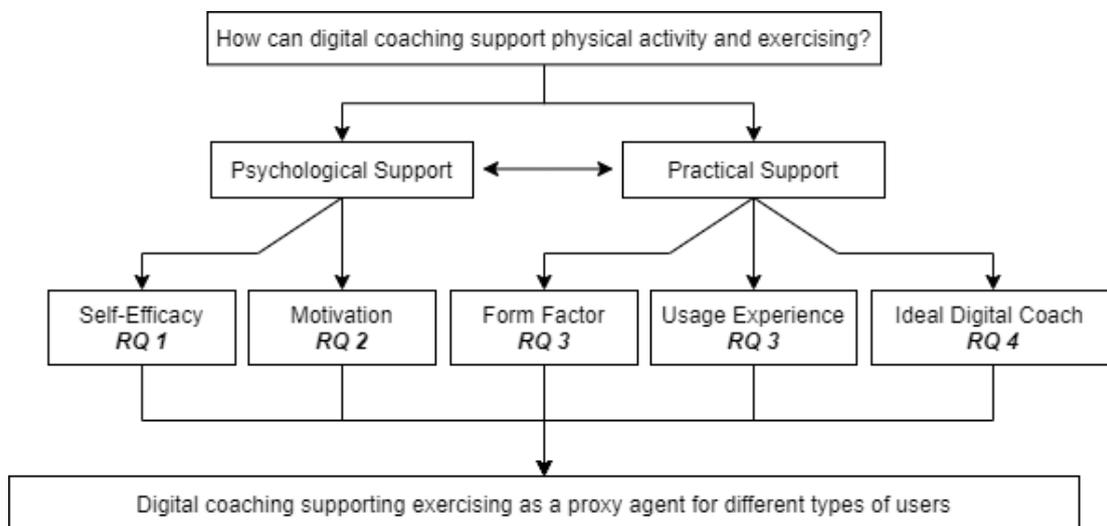 How can digital coaching support physical activity and exercising?
Psychological Support
Practical Support
Self-Efficacy
RQ 1
Motivation
RQ 2
Form Factor
RQ 3
Usage Experience
RQ 3
Ideal Digital Coach
RQ 4
Digital coaching supporting exercising as a proxy agent for different types of users